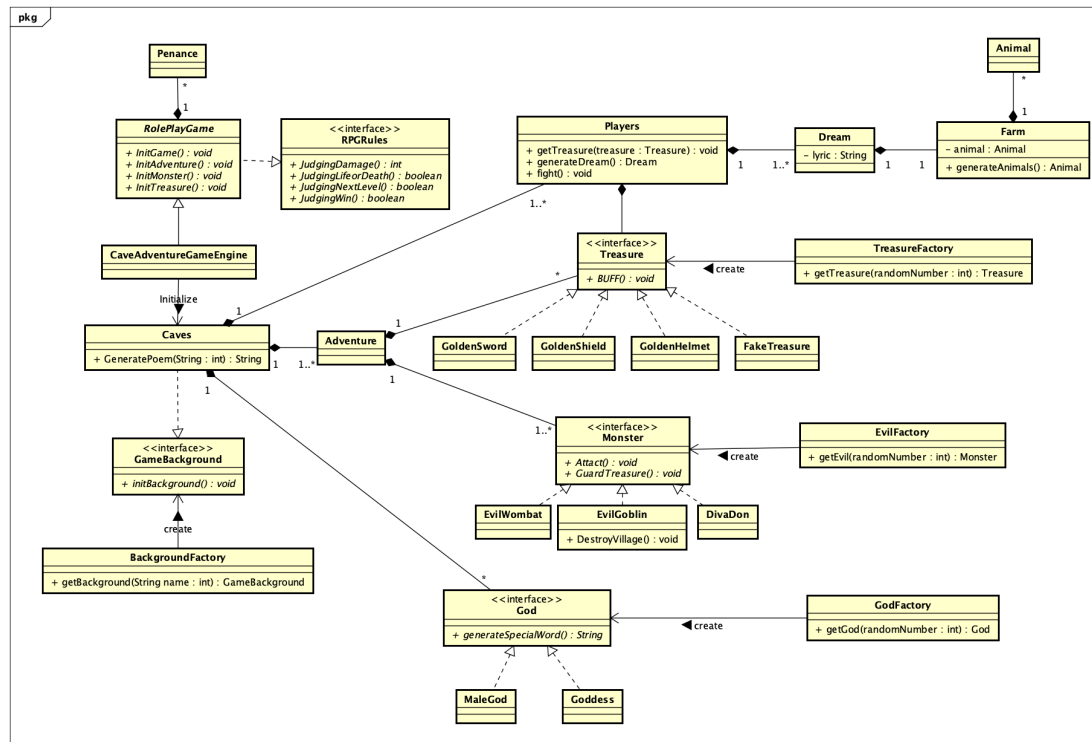 pkg
Penance
*
1
RolePlayGame
+ InitGame() : void
+ InitAdventure() : void
+ InitMonster() : void
+ InitTreasure() : void
<<interface>>
RPGRules
+ JudgingDamage() : int
+ JudgingLifeorDeath() : boolean
+ JudgingNextLevel() : boolean
+ JudgingWin() : boolean
Players
+ getTreasure(treasure : Treasure) : void
+ generateDream() : Dream
+ fight() : void
1
1..*
Dream
- lyric : String
1
1
Animal
*
1
Farm
- animal : Animal
+ generateAnimals() : Animal
1..*
CaveAdventureGameEngine
Initialize
1
Caves
+ GeneratePoem(String : int) : String
1
1..*
1
Adventure
1
*
1
1..*
<<interface>>
Treasure
+ BUFF() : void
create
TreasureFactory
+ getTreasure(randomNumber : int) : Treasure
GoldenSword
GoldenShield
GoldenHelmet
FakeTreasure
<<interface>>
GameBackground
+ initBackground() : void
create
BackgroundFactory
+ getBackground(String name : int) : GameBackground
<<interface>>
Monster
+ Attact() : void
+ GuardTreasure() : void
create
EvilFactory
+ getEvil(randomNumber : int) : Monster
EvilWombat
EvilGoblin
+ DestroyVillage() : void
DivaDon
*
<<interface>>
God
+ generateSpecialWord() : String
create
GodFactory
+ getGod(randomNumber : int) : God
MaleGod
Goddess